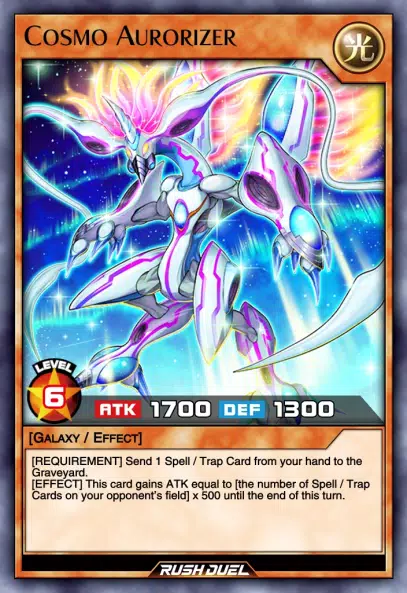 Cosmo Aurorizer
光
LEVEL
6
ATK 1700 DEF 1300
[Galaxy / Effect]
[REQUIREMENT] Send 1 Spell / Trap Card from your hand to the
Graveyard.
[EFFECT] This card gains ATK equal to [the number of Spell / Trap
Cards on your opponent's field] x 500 until the end of this turn.
RUSH DUEL